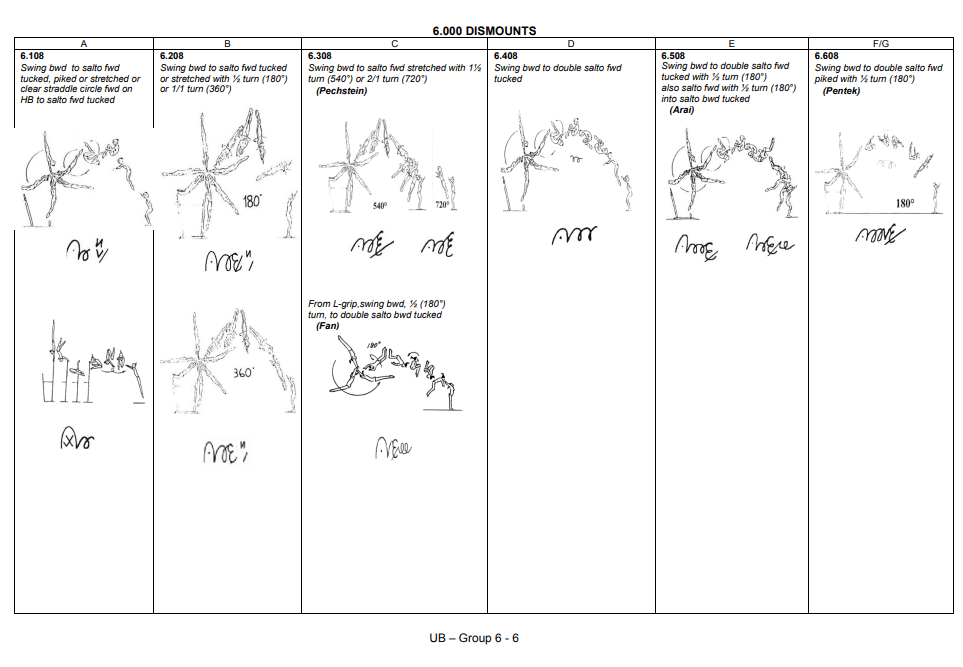 6.000 DISMOUNTS
A
B
C
D
E
F/G
6.108
Swing bwd to salto fwd
tucked, piked or stretched or
clear straddle circle fwd on
HB to salto fwd tucked
6.208
Swing bwd to salto fwd tucked
or stretched with ½ turn (180°)
or 1/1 turn (360°)
180°
360°
6.308
Swing bwd to salto fwd stretched with 1½
turn (540°) or 2/1 turn (720°)
(Pechstein)
540°
720°
From L-grip,swing bwd, ½ (180°)
turn, to double salto bwd tucked
(Fan)
180°
6.408
Swing bwd to double salto fwd
tucked
6.508
Swing bwd to double salto fwd
tucked with ½ turn (180°)
also salto fwd with ½ turn (180°)
into salto bwd tucked
(Arai)
6.608
Swing bwd to double salto fwd
piked with ½ turn (180°)
(Pentek)
180°
UB – Group 6 - 6